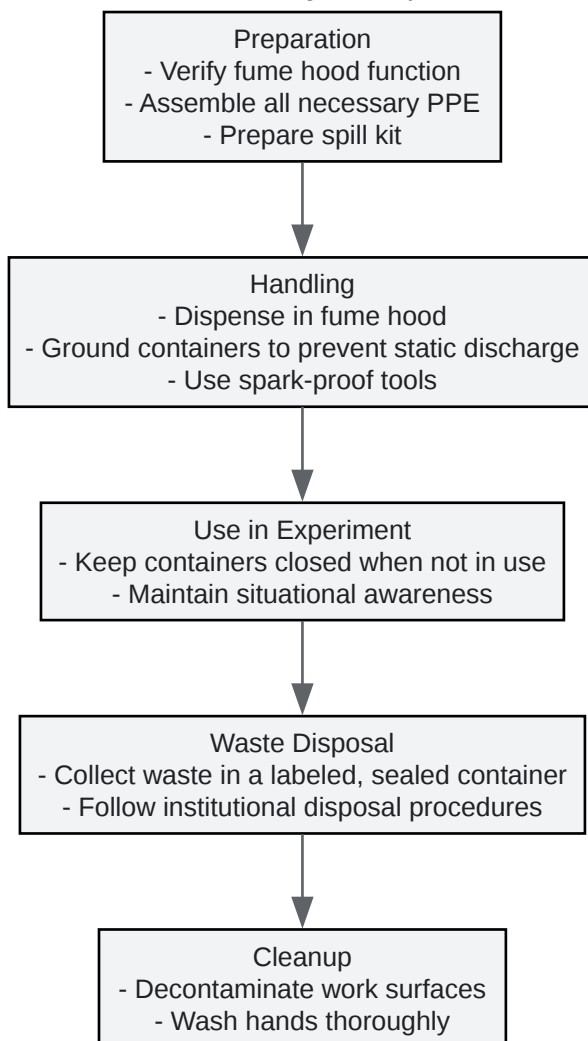 Preparation
- Verify fume hood function
- Assemble all necessary PPE
- Prepare spill kit
Handling
- Dispense in fume hood
- Ground containers to prevent static discharge
- Use spark-proof tools
Use in Experiment
- Keep containers closed when not in use
- Maintain situational awareness
Waste Disposal
- Collect waste in a labeled, sealed container
- Follow institutional disposal procedures
Cleanup
- Decontaminate work surfaces
- Wash hands thoroughly